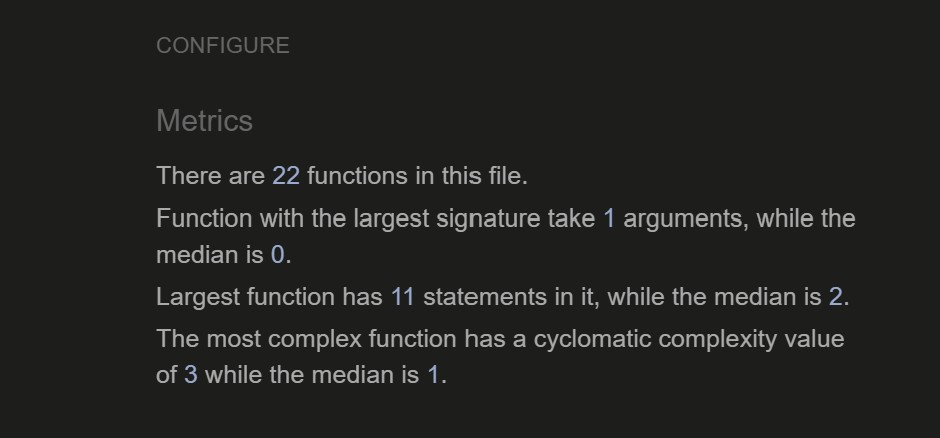 CONFIGURE
Metrics
There are 22 functions in this file.
Function with the largest signature take 1 arguments, while the
median is 0.
Largest function has 11 statements in it, while the median is 2.
The most complex function has a cyclomatic complexity value
of 3 while the median is 1.